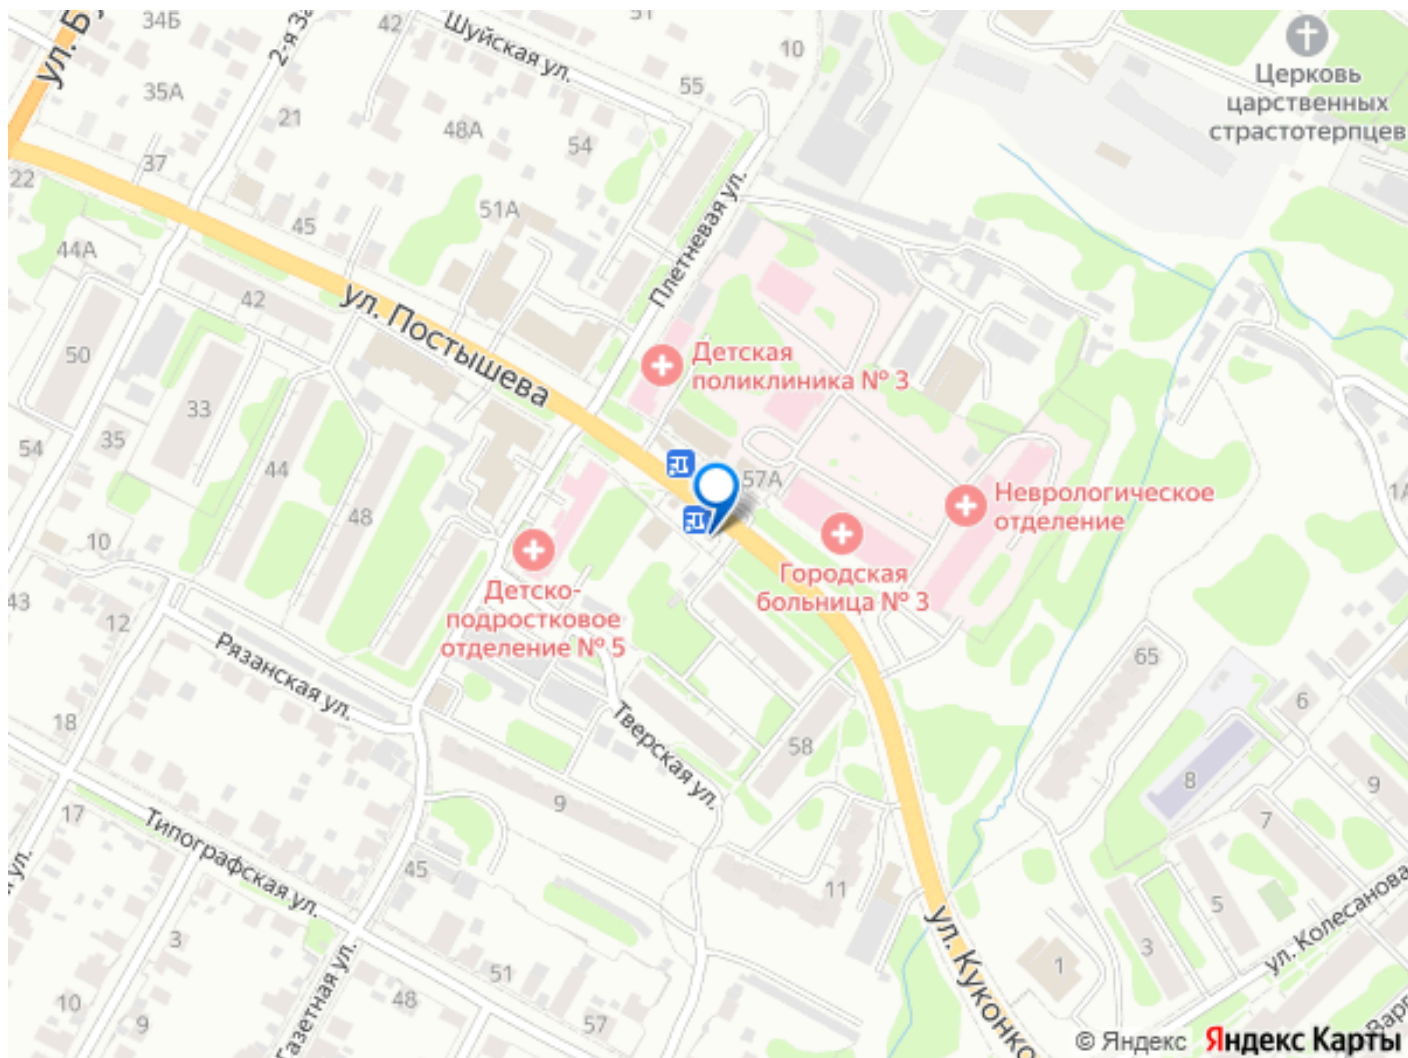 34Б
42
51
10
Шуйская ул.
Церковь
царственных
страстотерпцев
ул. Б
2-я За
35А
21
48А
54
55
37
22
45
51А
Плетневая ул.
44А
42
ул. Постышева
50
33
Детская
поликлиника № 3
54
35
44
48
57А
Неврологическое
отделение
1А
10
43
12
Детско-
подростковое
отделение № 5
Городская
больница № 3
65
6
Рязанская ул.
18
Тверская ул.
58
8
9
7
9
17
Типографская ул.
45
11
5
3
ул. Колесанова
ул.
3
51
48
57
10
9
Газетная ул.
ул. Куконко
1
Варг
© Яндекс Яндекс Карты